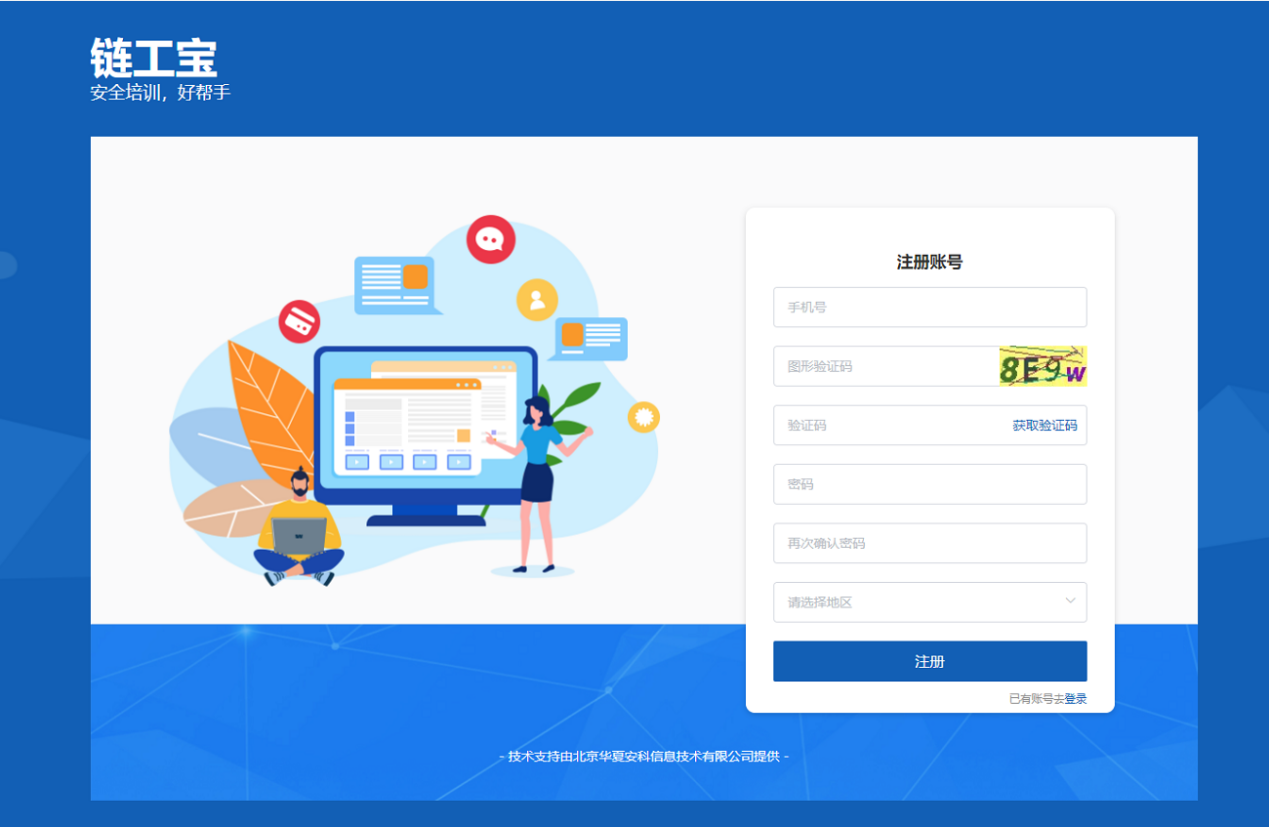 链工宝
安全培训，好帮手
注册账号
手机号
图形验证码
8E9w
验证码
获取验证码
密码
再次确认密码
请选择地区
注册
已有账号去登录
- 技术支持由北京华夏安科信息技术有限公司提供 -